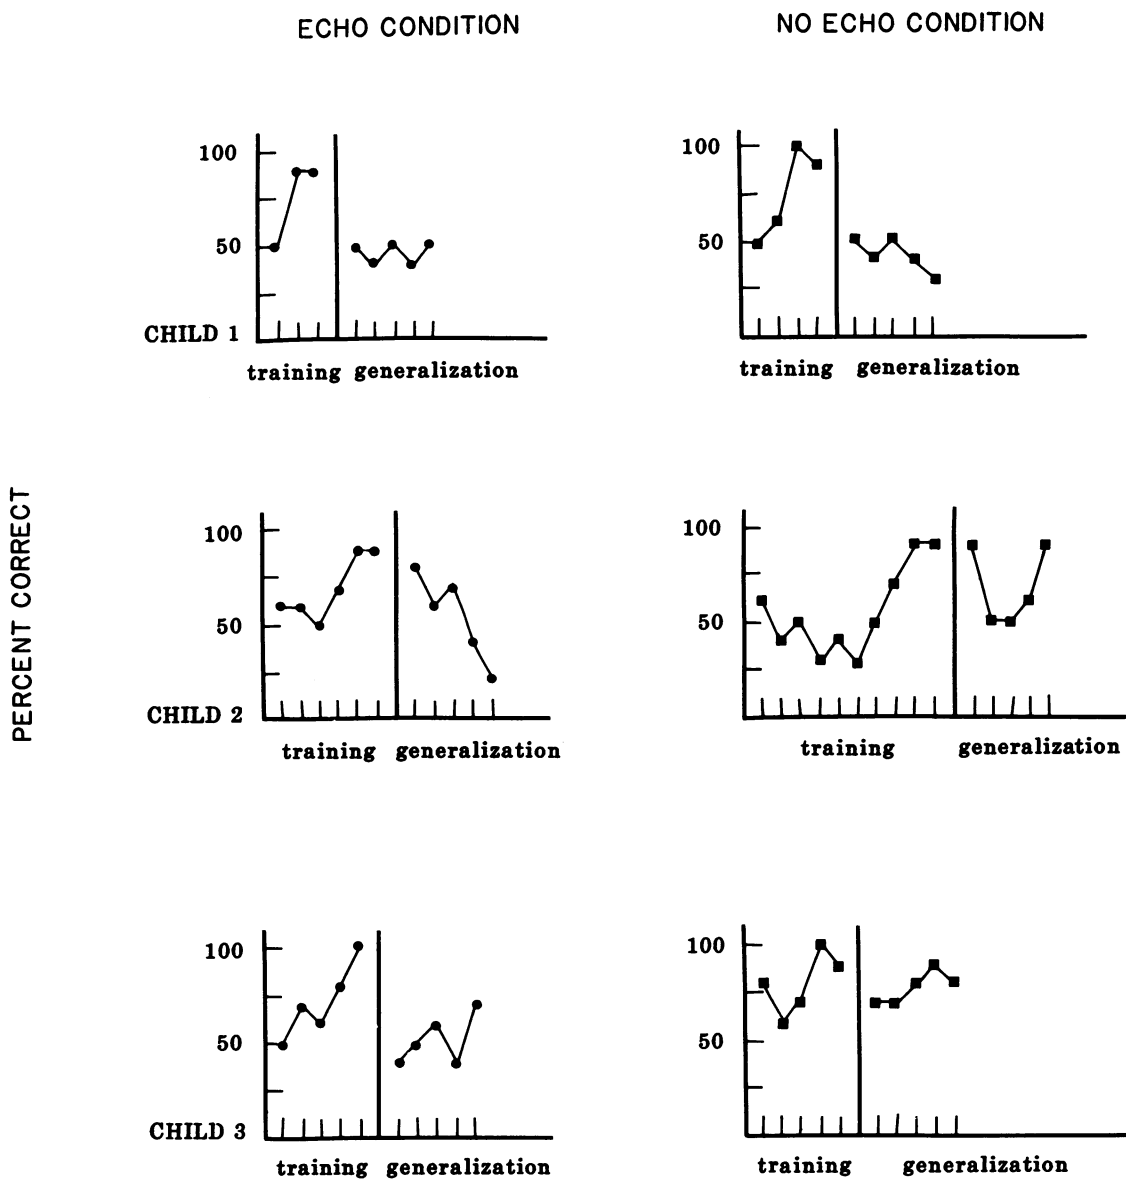 ECHO CONDITION
NO ECHO CONDITION
PERCENT CORRECT
100
50
CHILD 1
training generalization
100
50
training generalization
100
50
CHILD 2
training generalization
100
50
training generalization
100
50
CHILD 3
training generalization
100
50
training generalization